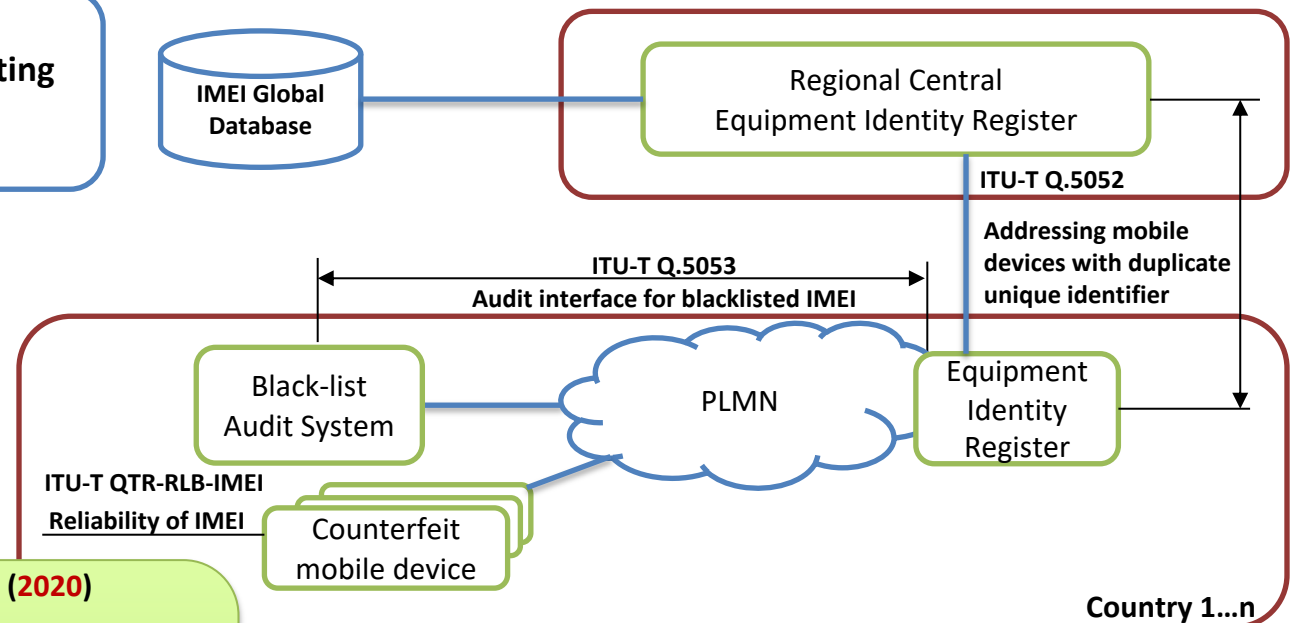 ting
IMEI Global
Database
Regional Central
Equipment Identity Register
ITU-T Q.5052
Addressing mobile
devices with duplicate
unique identifier
ITU-T Q.5053
Audit interface for blacklisted IMEI
Black-list
Audit System
PLMN
Equipment
Identity
Register
ITU-T QTR-RLB-IMEI
Reliability of IMEI
Counterfeit
mobile device
(2020)
Country 1...n